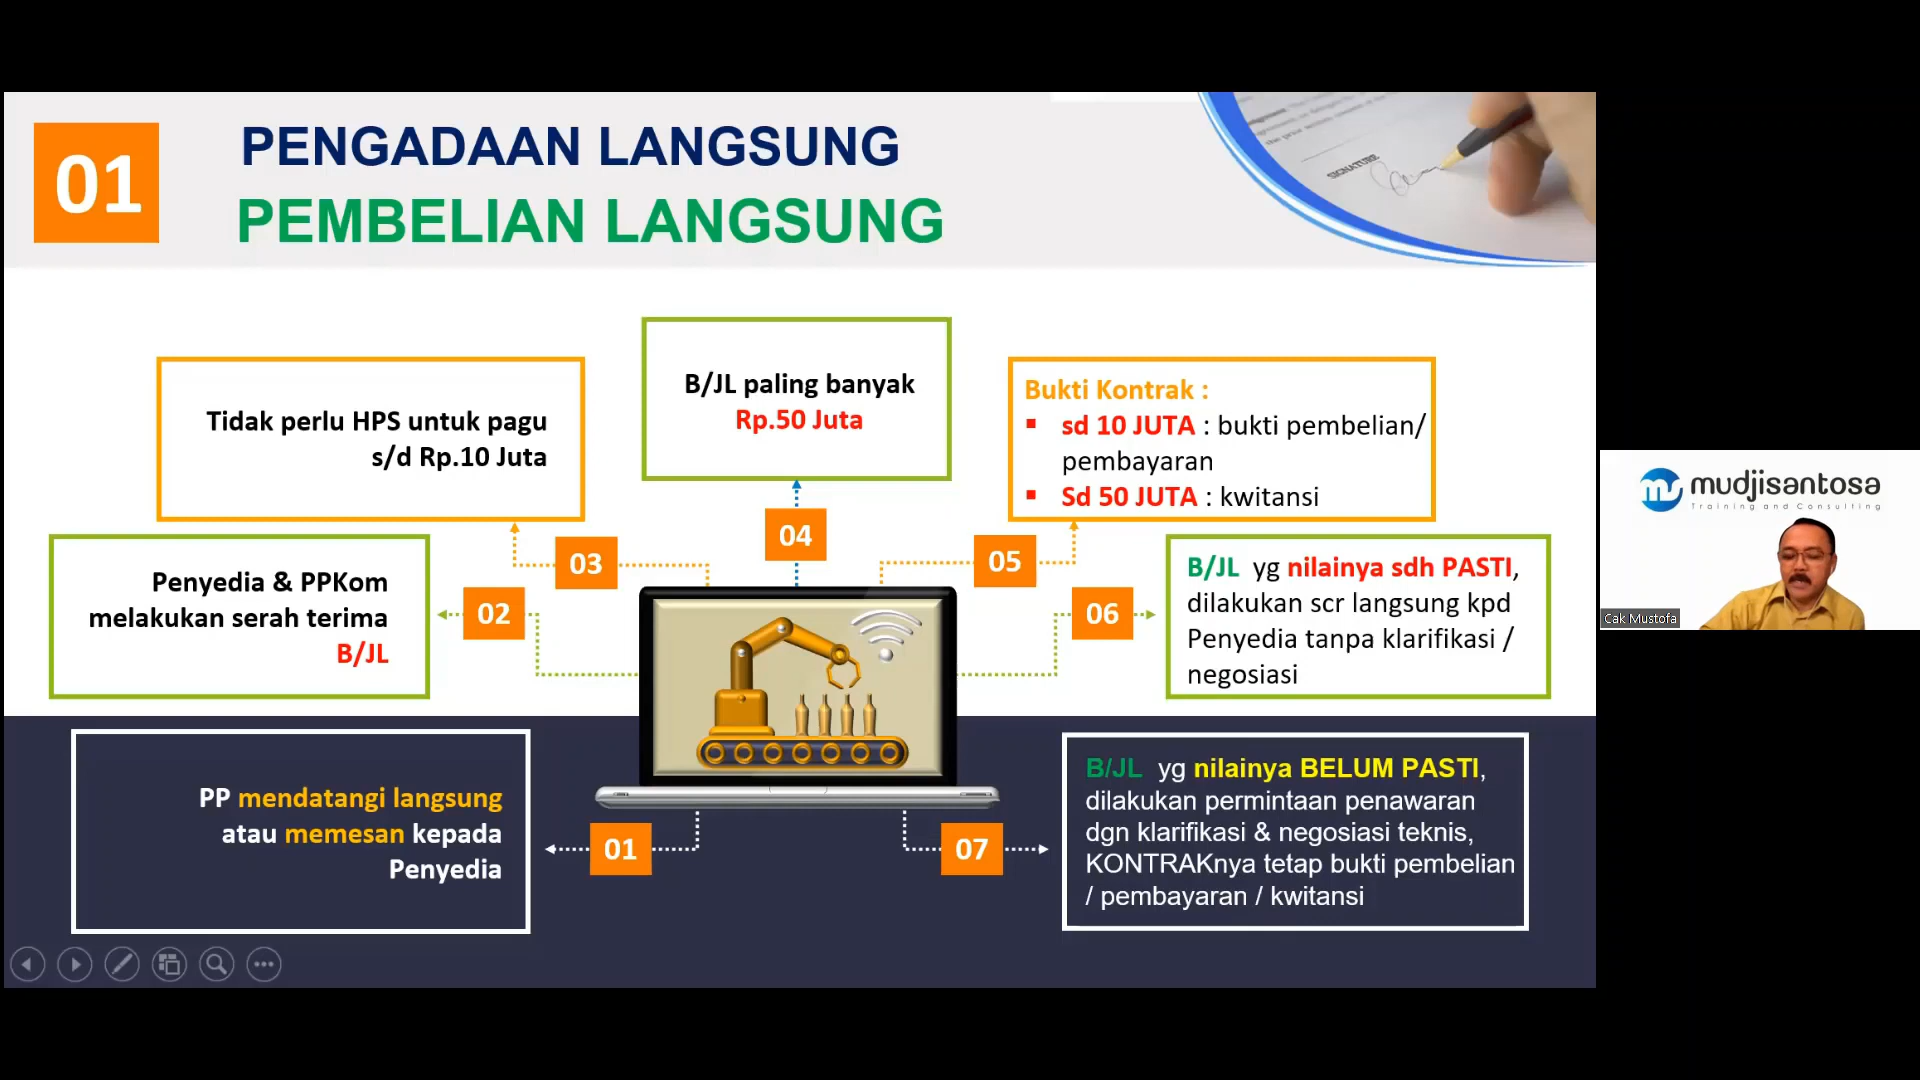 01
PENGADAAN LANGSUNG
PEMBELIAN LANGSUNG
SIGNATURE
Tidak perlu HPS untuk pagu
s/d Rp.10 Juta
03
B/JL paling banyak
Rp.50 Juta
04
Bukti Kontrak :
▪ sd 10 JUTA : bukti pembelian/
pembayaran
▪ Sd 50 JUTA : kwitansi
05
Penyedia & PPKom
melakukan serah terima
B/JL
02
06
B/JL yg nilainya sdh PASTI,
dilakukan scr langsung kpd
Penyedia tanpa klarifikasi /
negosiasi
PP mendatangi langsung
atau memesan kepada
Penyedia
01
07
B/JL yg nilainya BELUM PASTI,
dilakukan permintaan penawaran
dgn klarifikasi & negosiasi teknis,
KONTRAKnya tetap bukti pembelian
/ pembayaran / kwitansi
mudjisantosa
Training and Consulting
Cak Mustofa